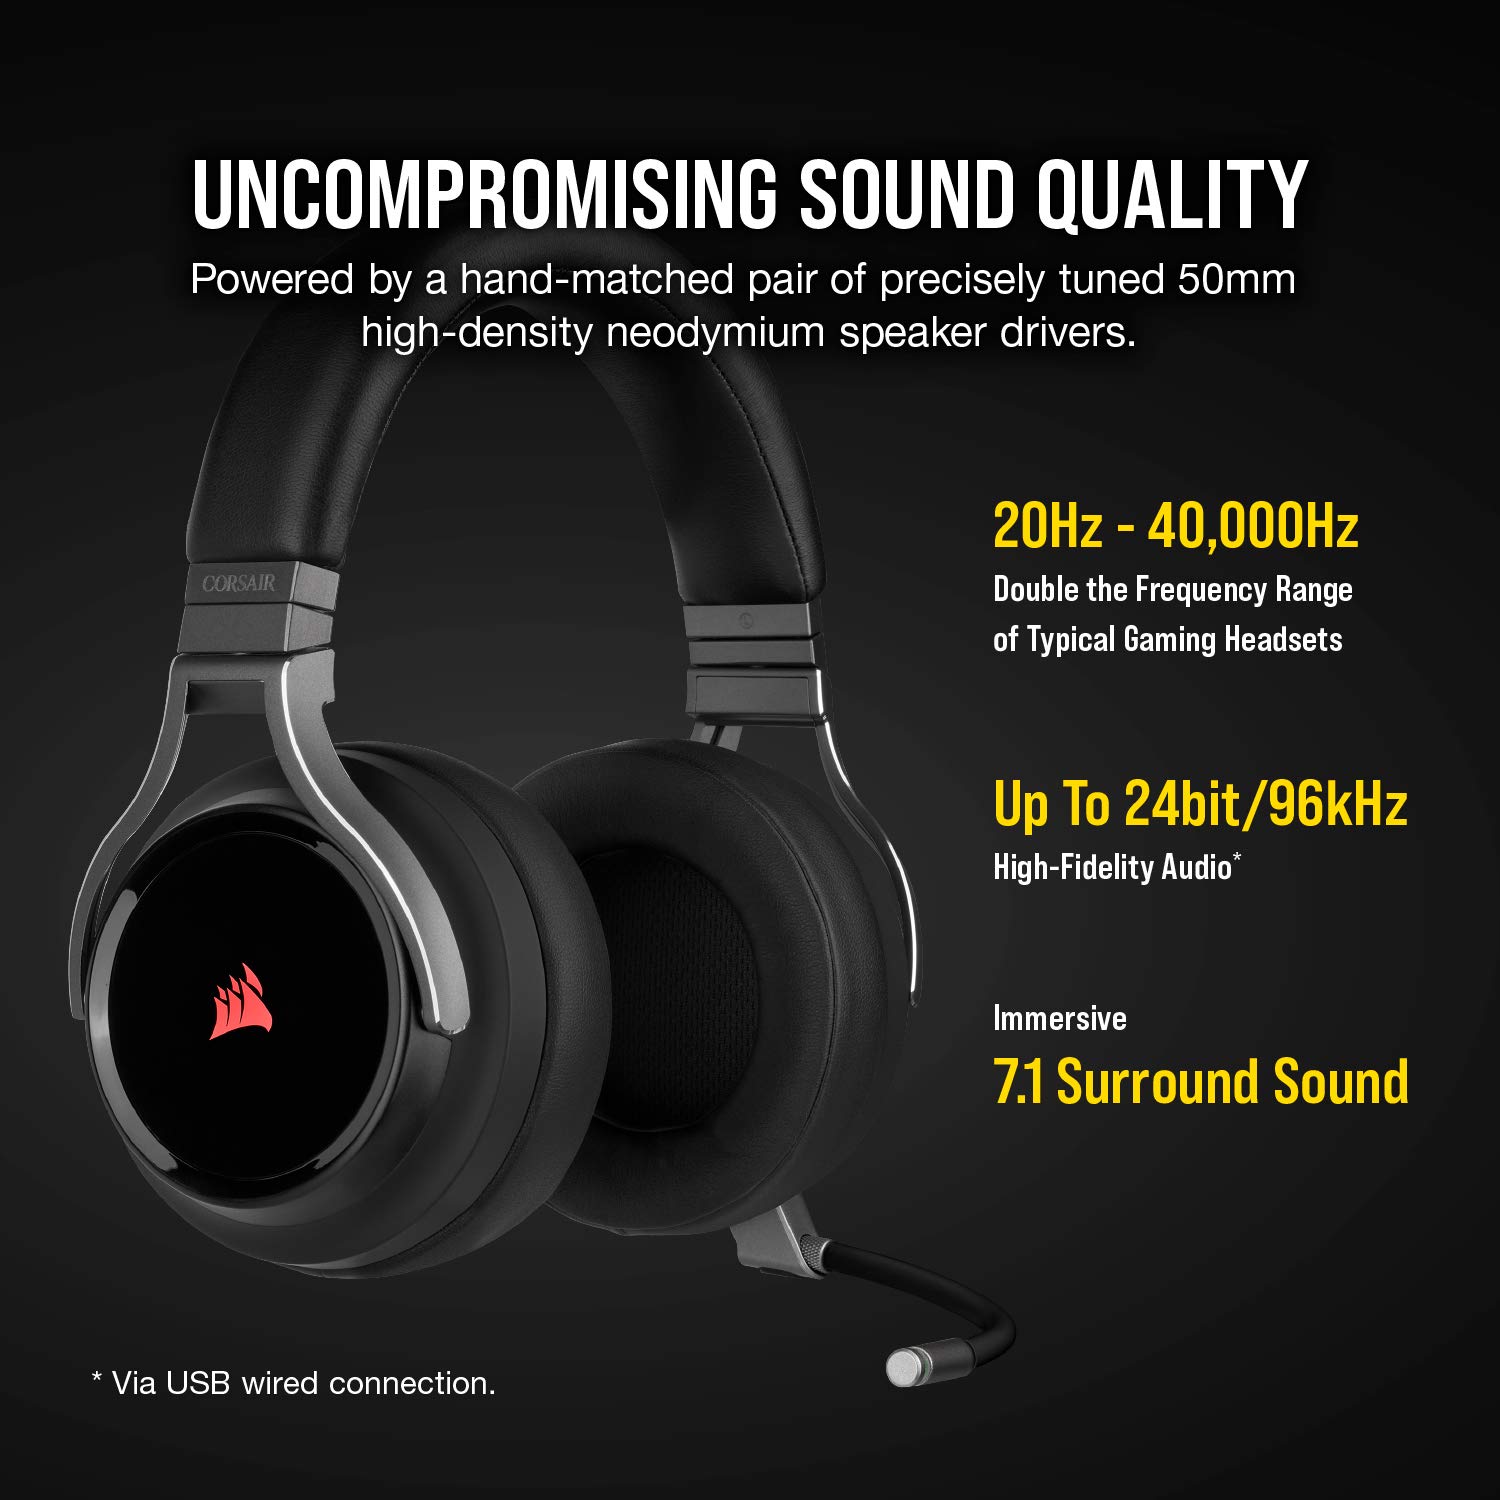 UNCOMPROMISING SOUND QUALITY
Powered by a hand-matched pair of precisely tuned 50mm
high-density neodymium speaker drivers.
CORSAIR
20Hz - 40,000Hz
Double the Frequency Range
of Typical Gaming Headsets
Up To 24bit/96kHz
High-Fidelity Audio*
Immersive
7.1 Surround Sound
* Via USB wired connection.